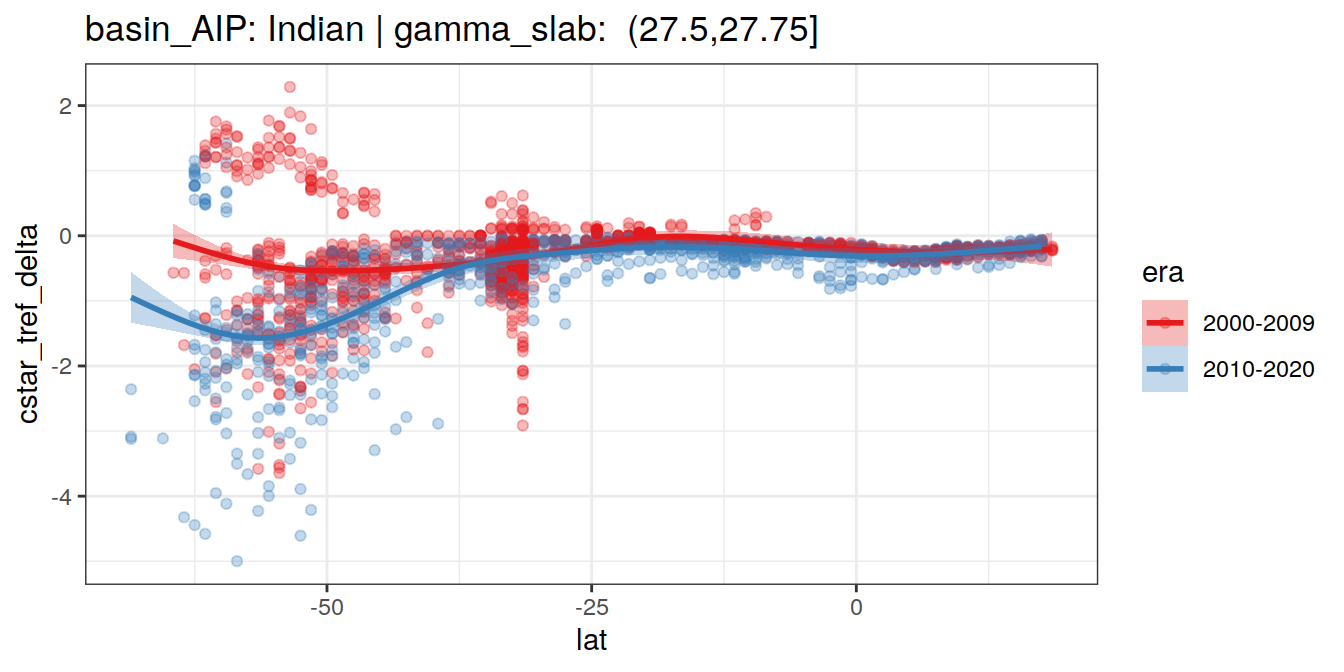 basin_AIP: Indian | gamma_slab:  (27.5,27.75]
cstar_tref_delta
2
0
-2
-4
-50
-25
0
lat
era
2000-2009
2010-2020